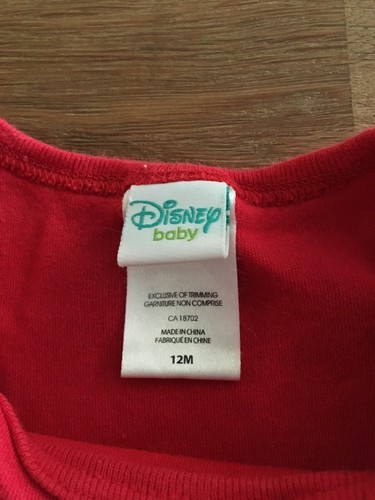 Disney
baby
EXCLUSIVE OF TRIMMING
GARNITURE NON COMPRISE
CA 18702
MADE IN CHINA
FABRIQUÉ EN CHINE
12M